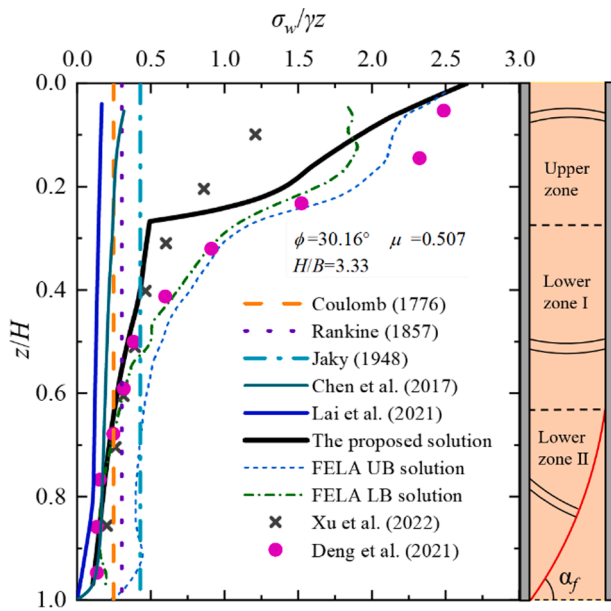 σw/γz
0 0.5 1.0 1.5 2.0 2.5 3.0
0.0
0.2
0.4
0.6
0.8
1.0
z/H
ϕ=30.16° μ =0.507
H/B=3.33
Coulomb (1776)
Rankine (1857)
Jaky (1948)
Chen et al. (2017)
Lai et al. (2021)
The proposed solution
FELA UB solution
FELA LB solution
Xu et al. (2022)
Deng et al. (2021)
Upper
zone
Lower
zone I
Lower
zone II
αf